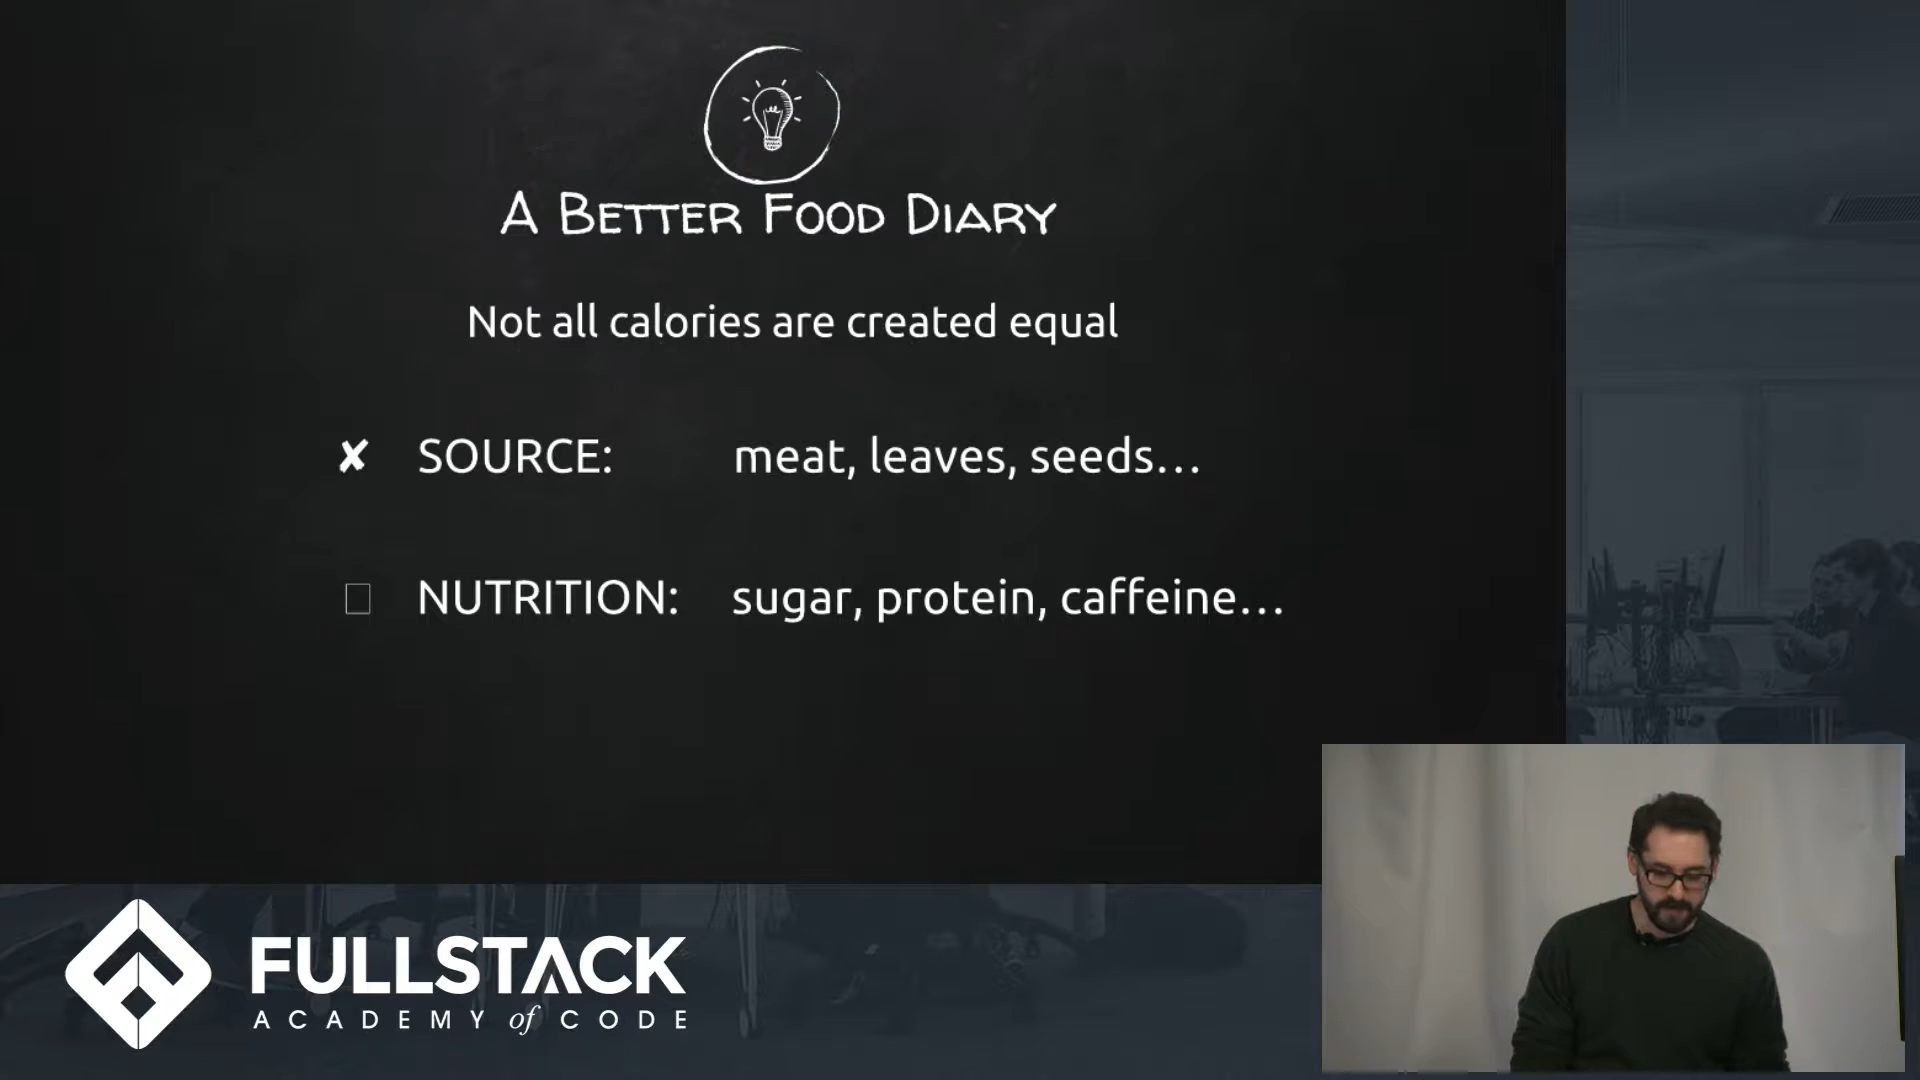 A BETTER FOOD DIARY
Not all calories are created equal
✘ SOURCE: meat, leaves, seeds…
□ NUTRITION: sugar, protein, caffeine…
FULLSTACK
ACADEMY of CODE